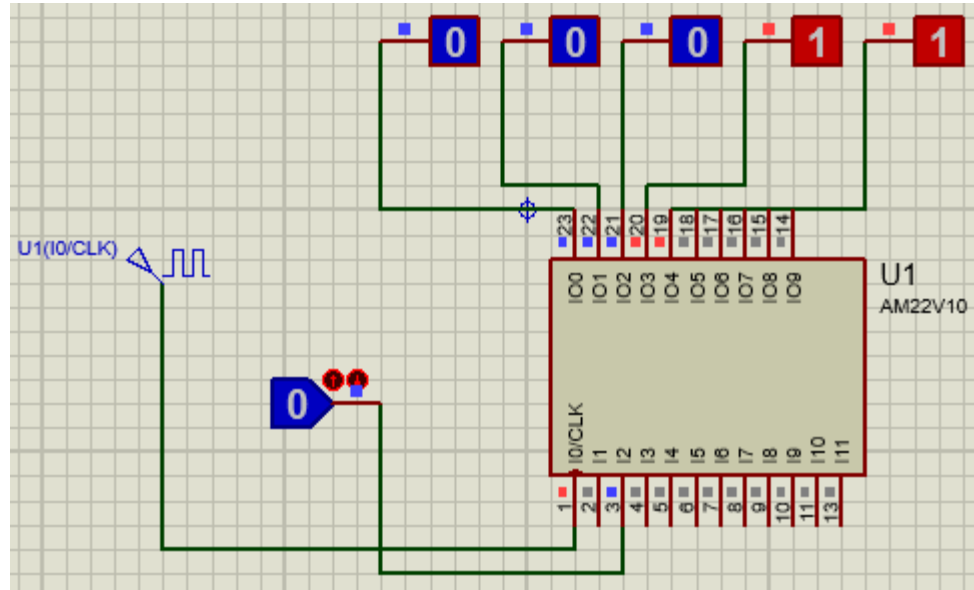 0 0 0 1 1
23 22 21 20 19 18 17 16 15 14
U1(I0/CLK)
IO0 IO1 IO2 IO3 IO4 IO5 IO6 IO7 IO8 IO9
U1
AM22V10
0
I0/CLK I1 I2 I3 I4 I5 I6 I7 I8 I9 I10 I11
1 2 3 4 5 6 7 8 9 10 11 13